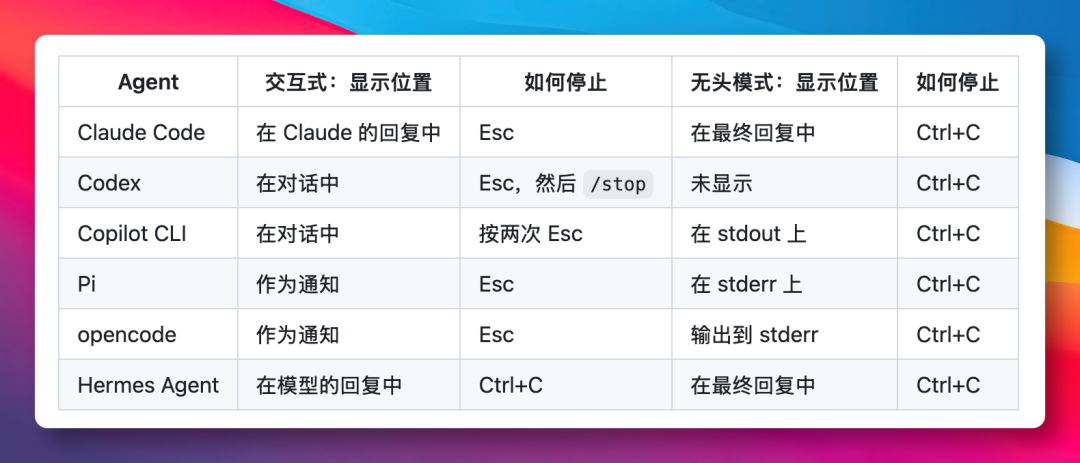 Agent 交互式：显示位置 如何停止 无头模式：显示位置 如何停止
Claude Code 在 Claude 的回复中 Esc 在最终回复中 Ctrl+C
Codex 在对话中 Esc，然后 /stop 未显示 Ctrl+C
Copilot CLI 在对话中 按两次 Esc 在 stdout 上 Ctrl+C
Pi 作为通知 Esc 在 stderr 上 Ctrl+C
opencode 作为通知 Esc 输出到 stderr Ctrl+C
Hermes Agent 在模型的回复中 Ctrl+C 在最终回复中 Ctrl+C